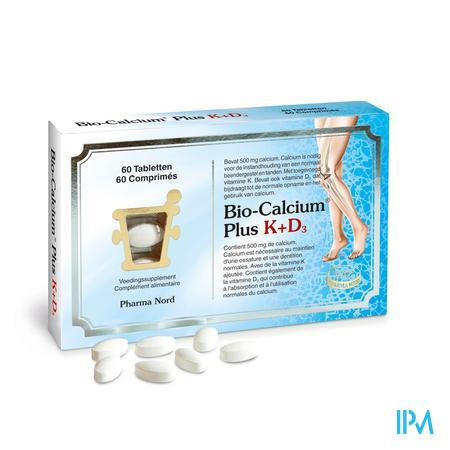 Bio-Calcium® Plus K+D3
60 Tabletten
60 Comprimés
Bio-Calcium Plus K+D3
60 Tabletten
60 Comprimés
Voedingssupplement
Complément alimentaire
Pharma Nord
Bevat 500 mg calcium. Calcium is nodig
voor de instandhouding van een normaal
beendergestel en tanden. Met toegevoegd
vitamine K. Bevat ook vitamine D3 dat
bijdraagt tot de normale opname en het
gebruik van calcium.
Bio-Calcium®
Plus K+D3
Contient 500 mg de calcium.
Calcium est nécessaire au maintien
d'une ossature et une dentition
normales. Avec de la vitamine K
ajoutée. Contient également de
la vitamine D3 qui contribue
à l'absorption et à l'utilisation
normales du calcium.
IPM